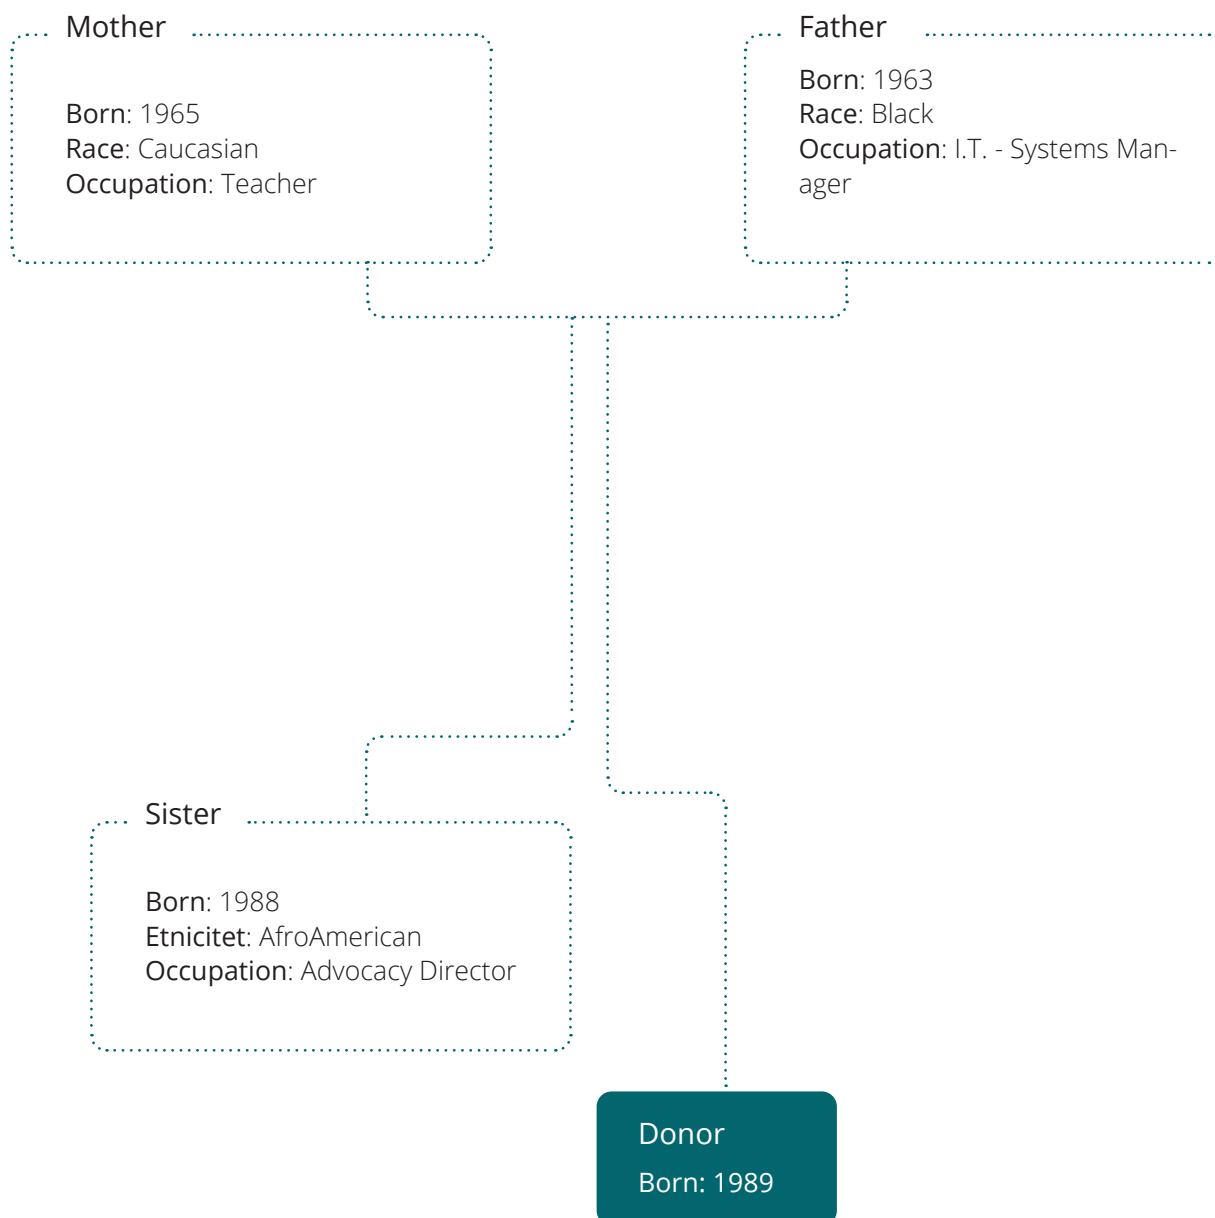 Mother
Born: 1965
Race: Caucasian
Occupation: Teacher
Father
Born: 1963
Race: Black
Occupation: I.T. - Systems Man-
ager
Sister
Born: 1988
Etnicitet: AfroAmerican
Occupation: Advocacy Director
Donor
Born: 1989